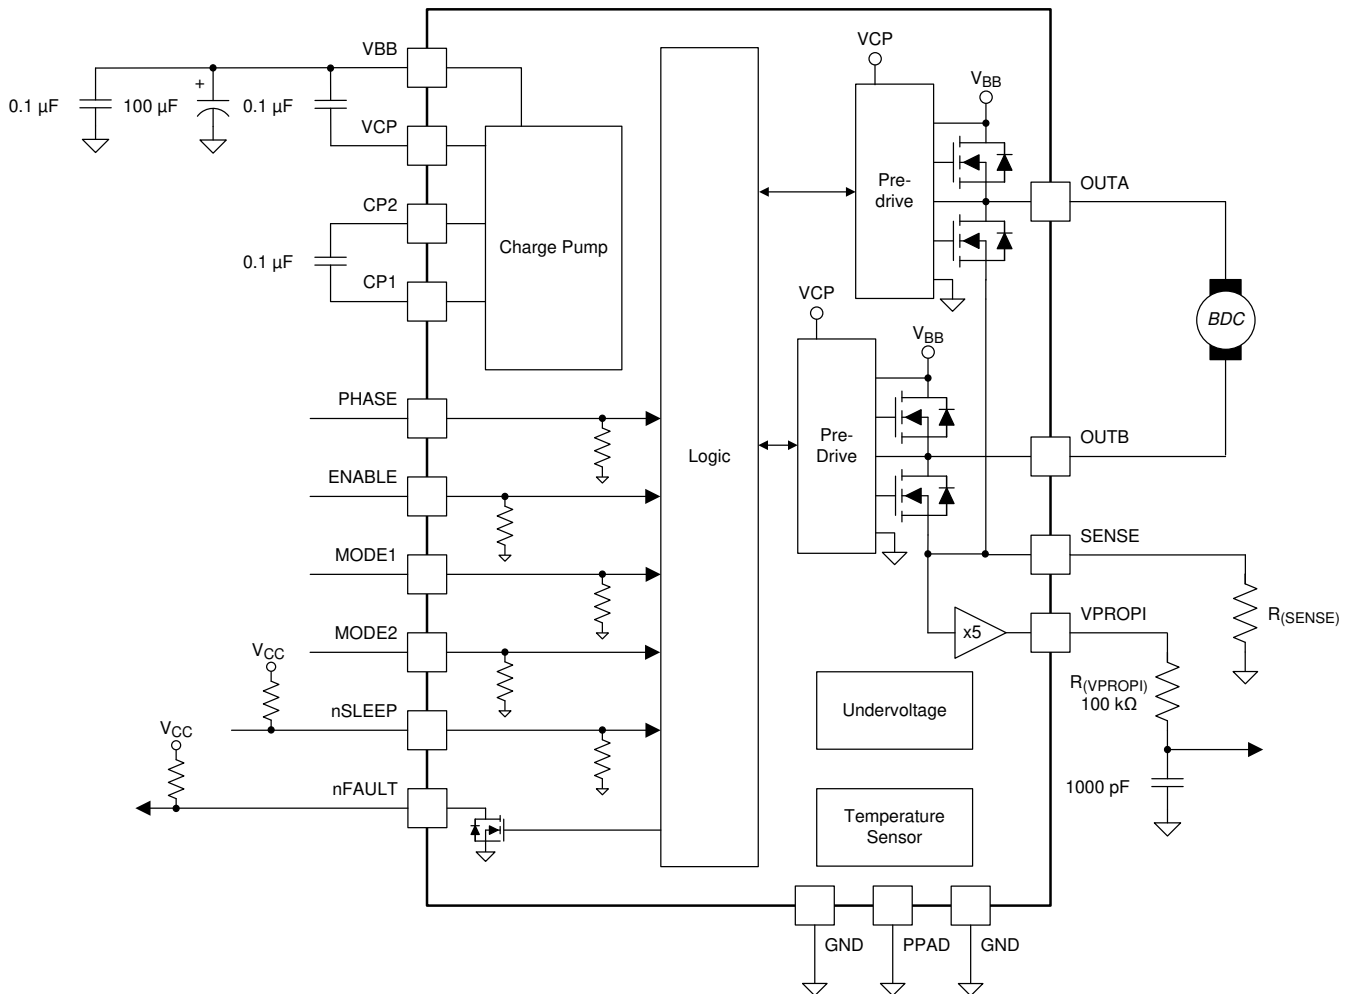 VBB
0.1 µF
100 µF
+
0.1 µF
VCP
CP2
0.1 µF
CP1
Charge Pump
PHASE
ENABLE
MODE1
MODE2
VCC
nSLEEP
VCC
nFAULT
Logic
VCP
VBB
Pre-
drive
OUTA
BDC
VCP
VBB
Pre-
Drive
OUTB
SENSE
R(SENSE)
x5
VPROPI
R(VPROPI)
100 kΩ
1000 pF
Undervoltage
Temperature
Sensor
GND
PPAD
GND